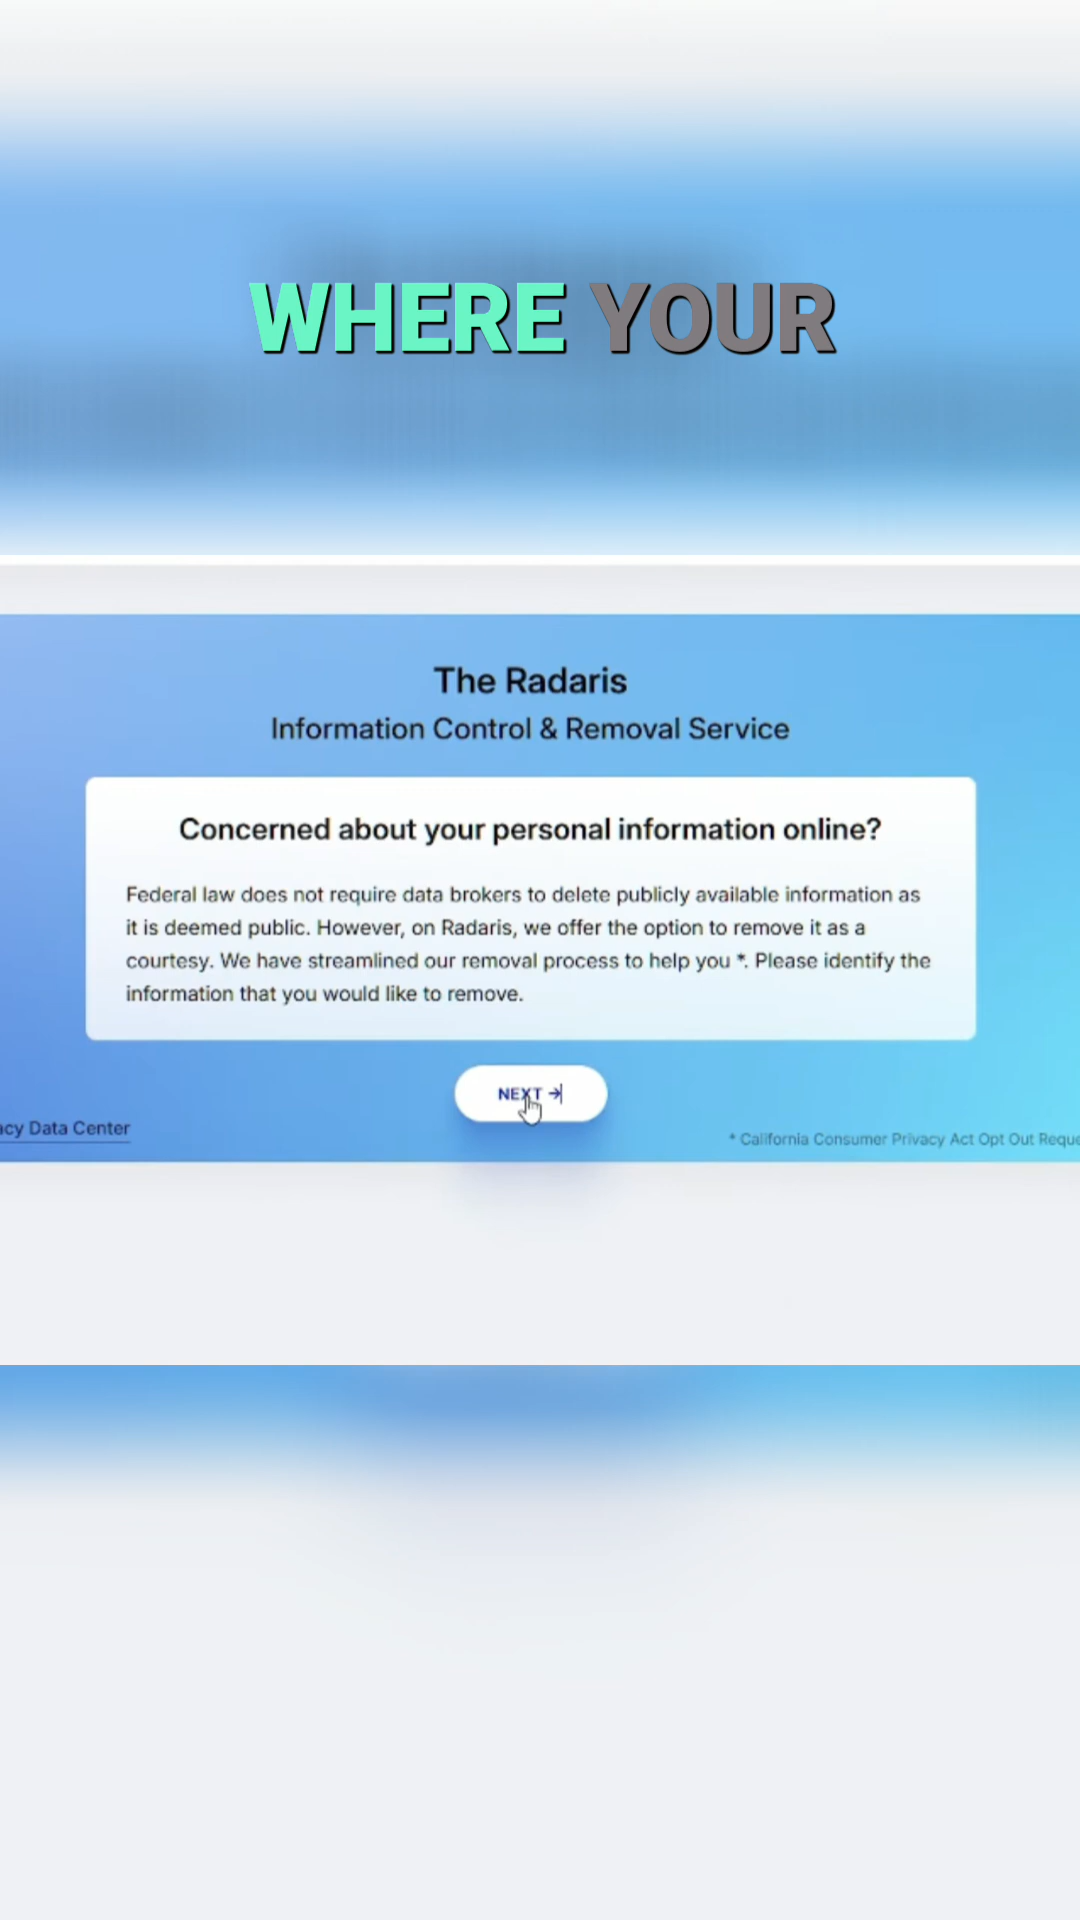 WHERE YOUR
The Radaris
Information Control & Removal Service
Concerned about your personal information online?
Federal law does not require data brokers to delete publicly available information as
it is deemed public. However, on Radaris, we offer the option to remove it as a
courtesy. We have streamlined our removal process to help you *. Please identify the
information that you would like to remove.
NEXT
acy Data Center
* California Consumer Privacy Act Opt Out Reque